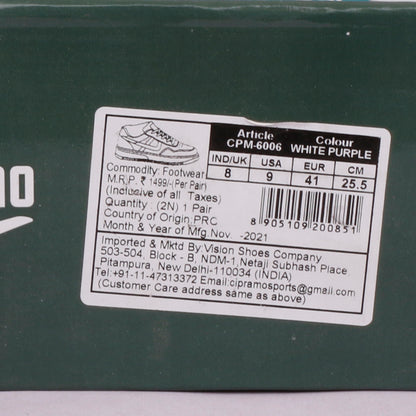 no
Article
CPM-6006
Colour
WHITE PURPLE
IND/UK USA EUR CM
8 9 41 25.5
Commodity: Footwear
M.R.P. ₹ 1499/-(Per Pair)
(Inclusive of all Taxes)
Quantity : (2N) 1 Pair
Country of Origin:PRC
Month & Year of Mfg.Nov. -2021
8 905109 200851
Imported & Mktd By:Vision Shoes Company
503-504, Block - B, NDM-1,Netaji Subhash Place
Pitampura, New Delhi-110034 (INDIA)
Tel:+91-11-47313372 Email:cipramosports@gmail.com
(Customer Care address same as above)